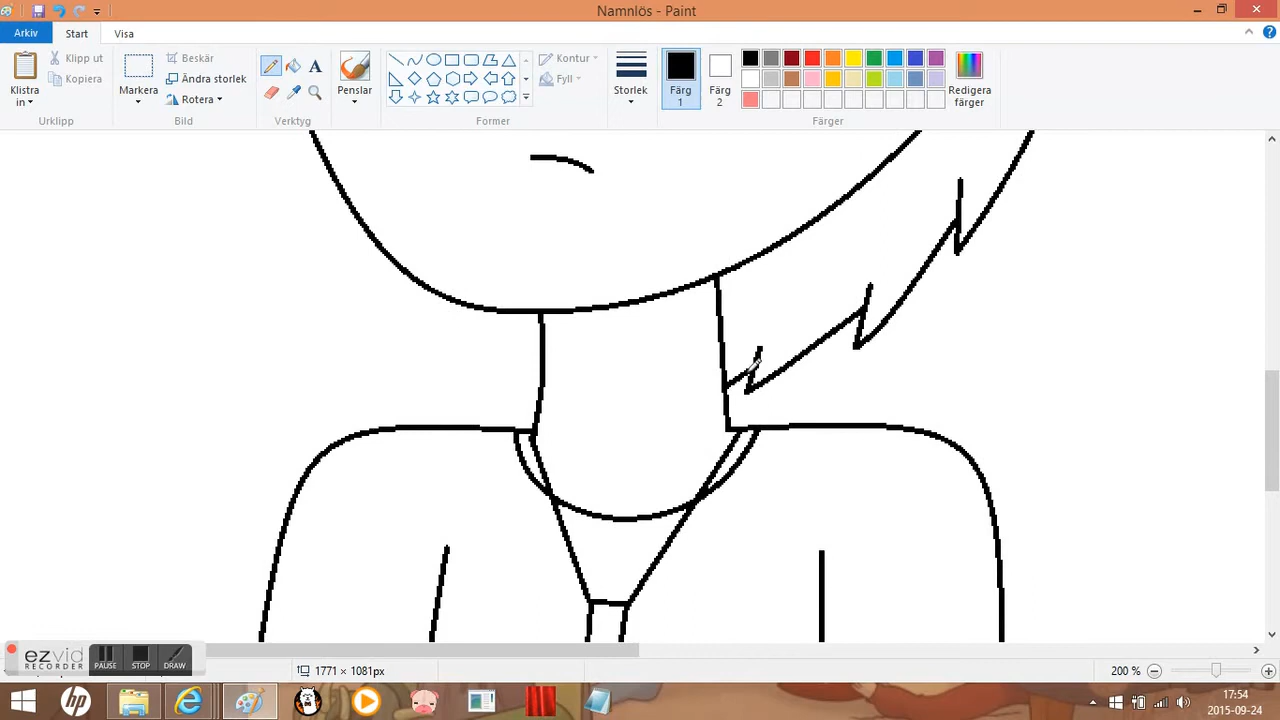 Namnlös - Paint
Arkiv Start Visa
Klistra in
Klipp ut
Kopiera
Urklipp
Markera
Beskär
Ändra storlek
Rotera
Bild
A
Verktyg
Penslar
Former
Kontur
Fyll
Storlek
Färg 1
Färg 2
Redigera färger
Färger
ezvid
RECORDER
PAUSE
STOP
DRAW
1771 × 1081px
200 %
hp
17:54
2015-09-24